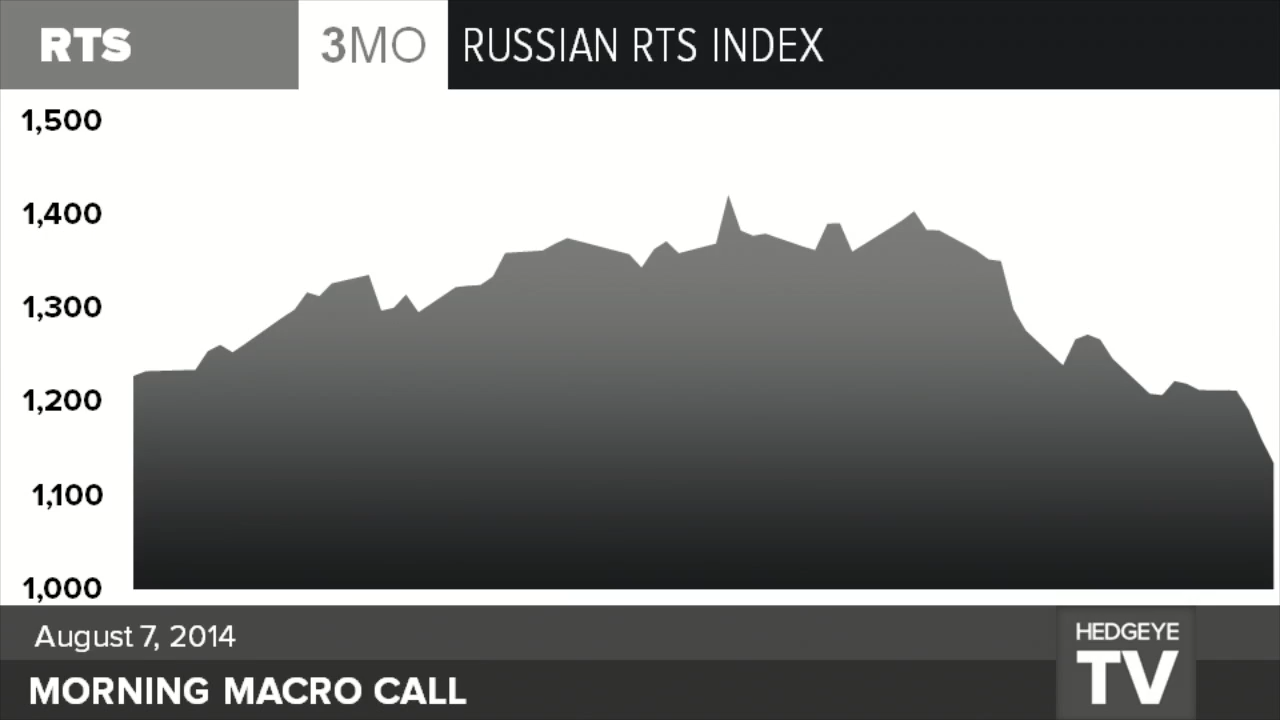 RTS
3MO
RUSSIAN RTS INDEX
1,500
1,400
1,300
1,200
1,100
1,000
August 7, 2014
HEDGEYE
TV
MORNING MACRO CALL